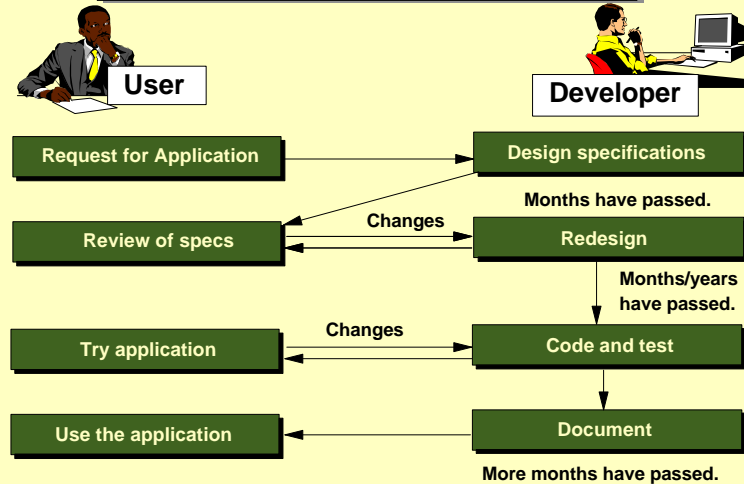 User
Developer
Request for Application
Design specifications
Months have passed.
Changes
Review of specs
Redesign
Months/years
have passed.
Changes
Try application
Code and test
Use the application
Document
More months have passed.